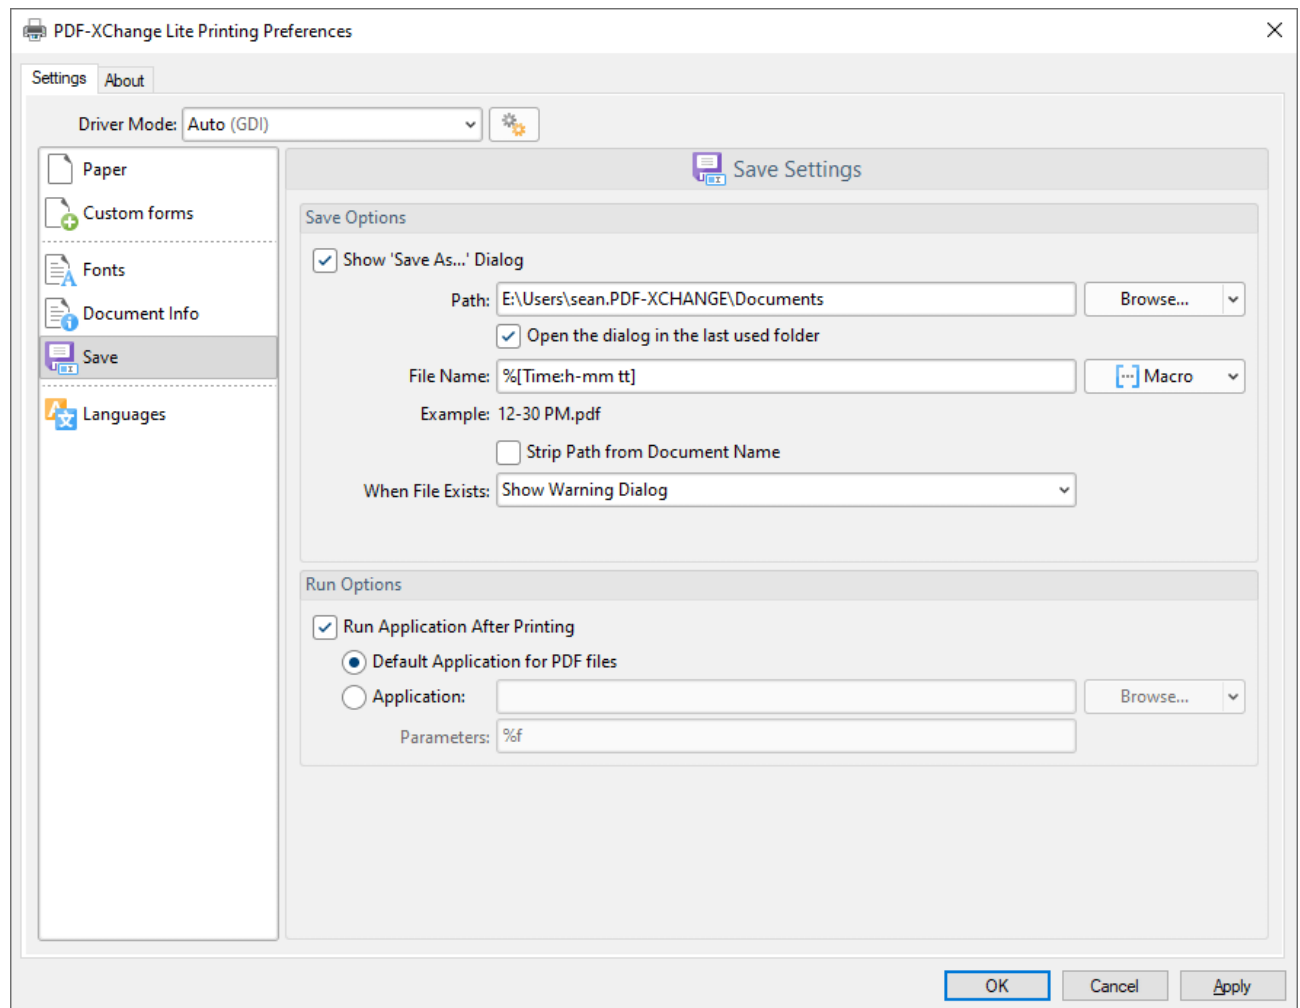 PDF-XChange Lite Printing Preferences
Settings About
Driver Mode: Auto (GDI)
Paper
Custom forms
Fonts
Document Info
Save
Languages
Save Settings
Save Options
Show 'Save As...' Dialog
Path: E:\Users\sean.PDF-XCHANGE\Documents Browse...
Open the dialog in the last used folder
File Name: %[Time:h-mm tt] Macro
Example: 12-30 PM.pdf
Strip Path from Document Name
When File Exists: Show Warning Dialog
Run Options
Run Application After Printing
Default Application for PDF files
Application: Browse...
Parameters: %f
OK Cancel Apply